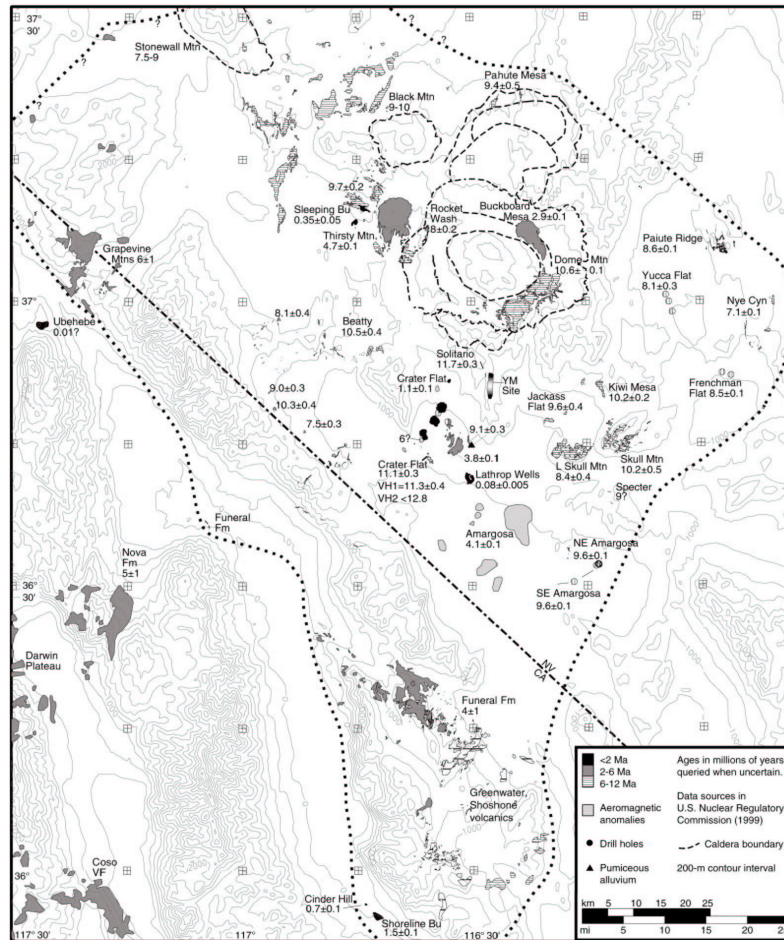 37°
30'
Stonewall Mtn
7.5-9
?
?
?
?
Black Mtn
9-10
Pahute Mesa
9.4±0.5
9.7±0.2
Sleeping Bu
0.35±0.05
Thirsty Mtn.
4.7±0.1
Rocket
Wash
8±0.2
Buckboard
Mesa 2.9±0.1
Dome Mtn
10.6± 0.1
Paiute Ridge
8.6±0.1
Yucca Flat
8.1±0.3
Nye Cyn
7.1±0.1
Grapevine
Mtns 6±1
37°
Ubehebe
0.01?
8.1±0.4
Beatty
10.5±0.4
Solitario
11.7±0.3
Crater Flat
1.1±0.1
YM
Site
Jackass
Flat 9.6±0.4
Kiwi Mesa
10.2±0.2
Frenchman
Flat 8.5±0.1
9.0±0.3
10.3±0.4
7.5±0.3
6?
9.1±0.3
3.8±0.1
Crater Flat
11.1±0.3
VH1=11.3±0.4
VH2 <12.8
Lathrop Wells
0.08±0.005
L Skull Mtn
8.4±0.4
Skull Mtn
10.2±0.5
Specter
9?
Funeral
Fm
Amargosa
4.1±0.1
NE Amargosa
9.6±0.1
SE Amargosa
9.6±0.1
Nova
Fm
5±1
36°
30'
Darwin
Plateau
NV
CA
Funeral Fm
4±1
Greenwater,
Shoshone
volcanics
1000
1000
1000
Coso
VF
36°
Cinder Hill
0.7±0.1
Shoreline Bu
1.5±0.1
117° 30'
117°
116° 30'
<2 Ma
2-6 Ma
6-12 Ma
Ages in millions of years,
queried when uncertain.
Aeromagnetic
anomalies
Data sources in
U.S. Nuclear Regulatory
Commission (1999)
Drill holes
Caldera boundary
Pumiceous
alluvium
200-m contour interval
km 5 10 15 20 25
mi 5 10 15 20